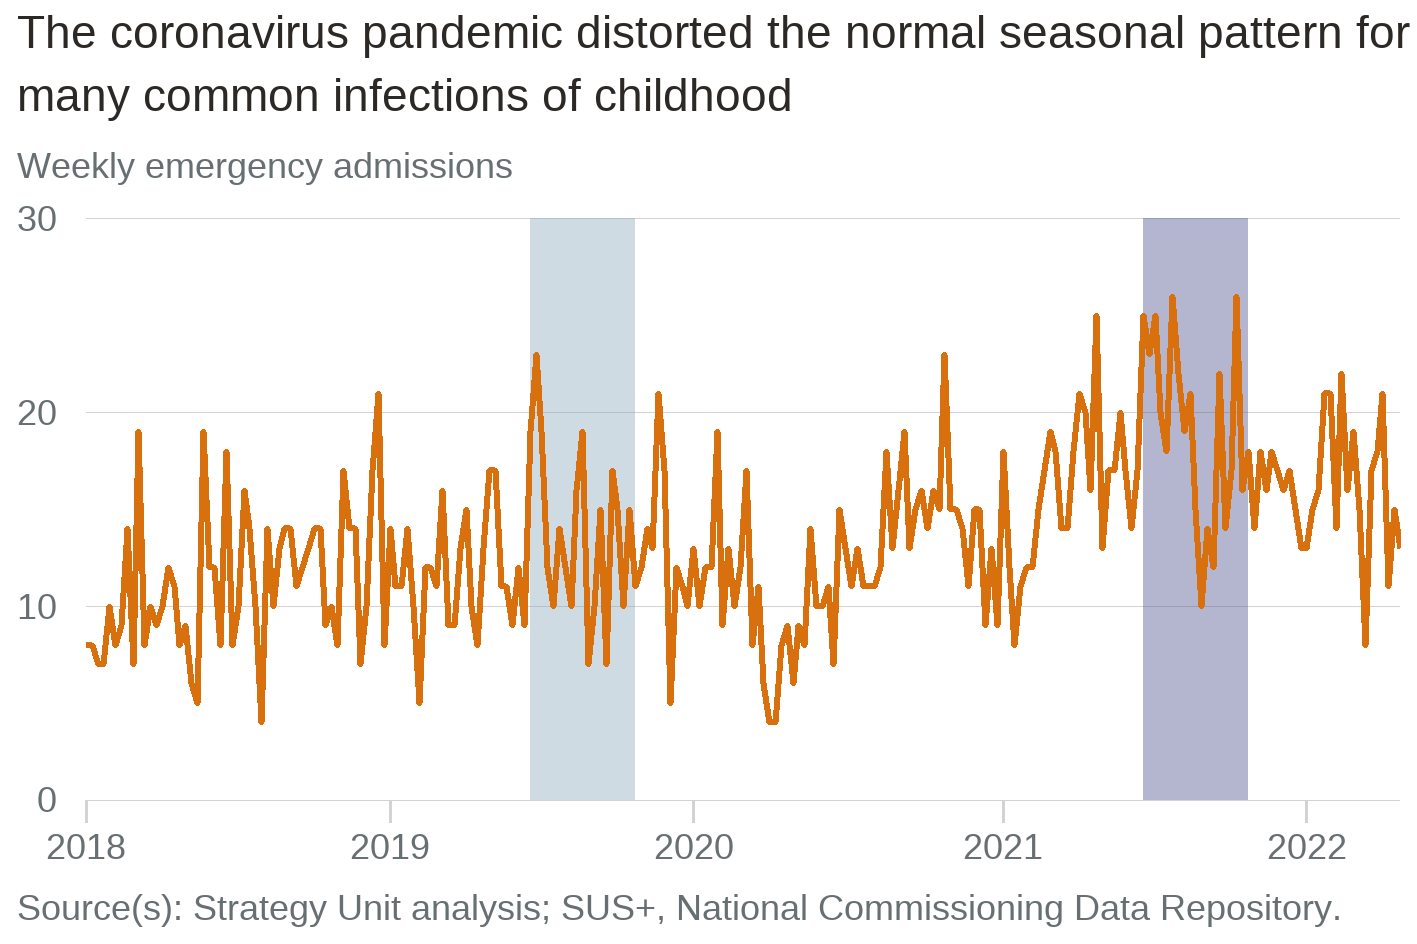 The coronavirus pandemic distorted the normal seasonal pattern for
many common infections of childhood
Weekly emergency admissions
30
20
10
0
2018 2019 2020 2021 2022
Source(s): Strategy Unit analysis; SUS+, National Commissioning Data Repository.